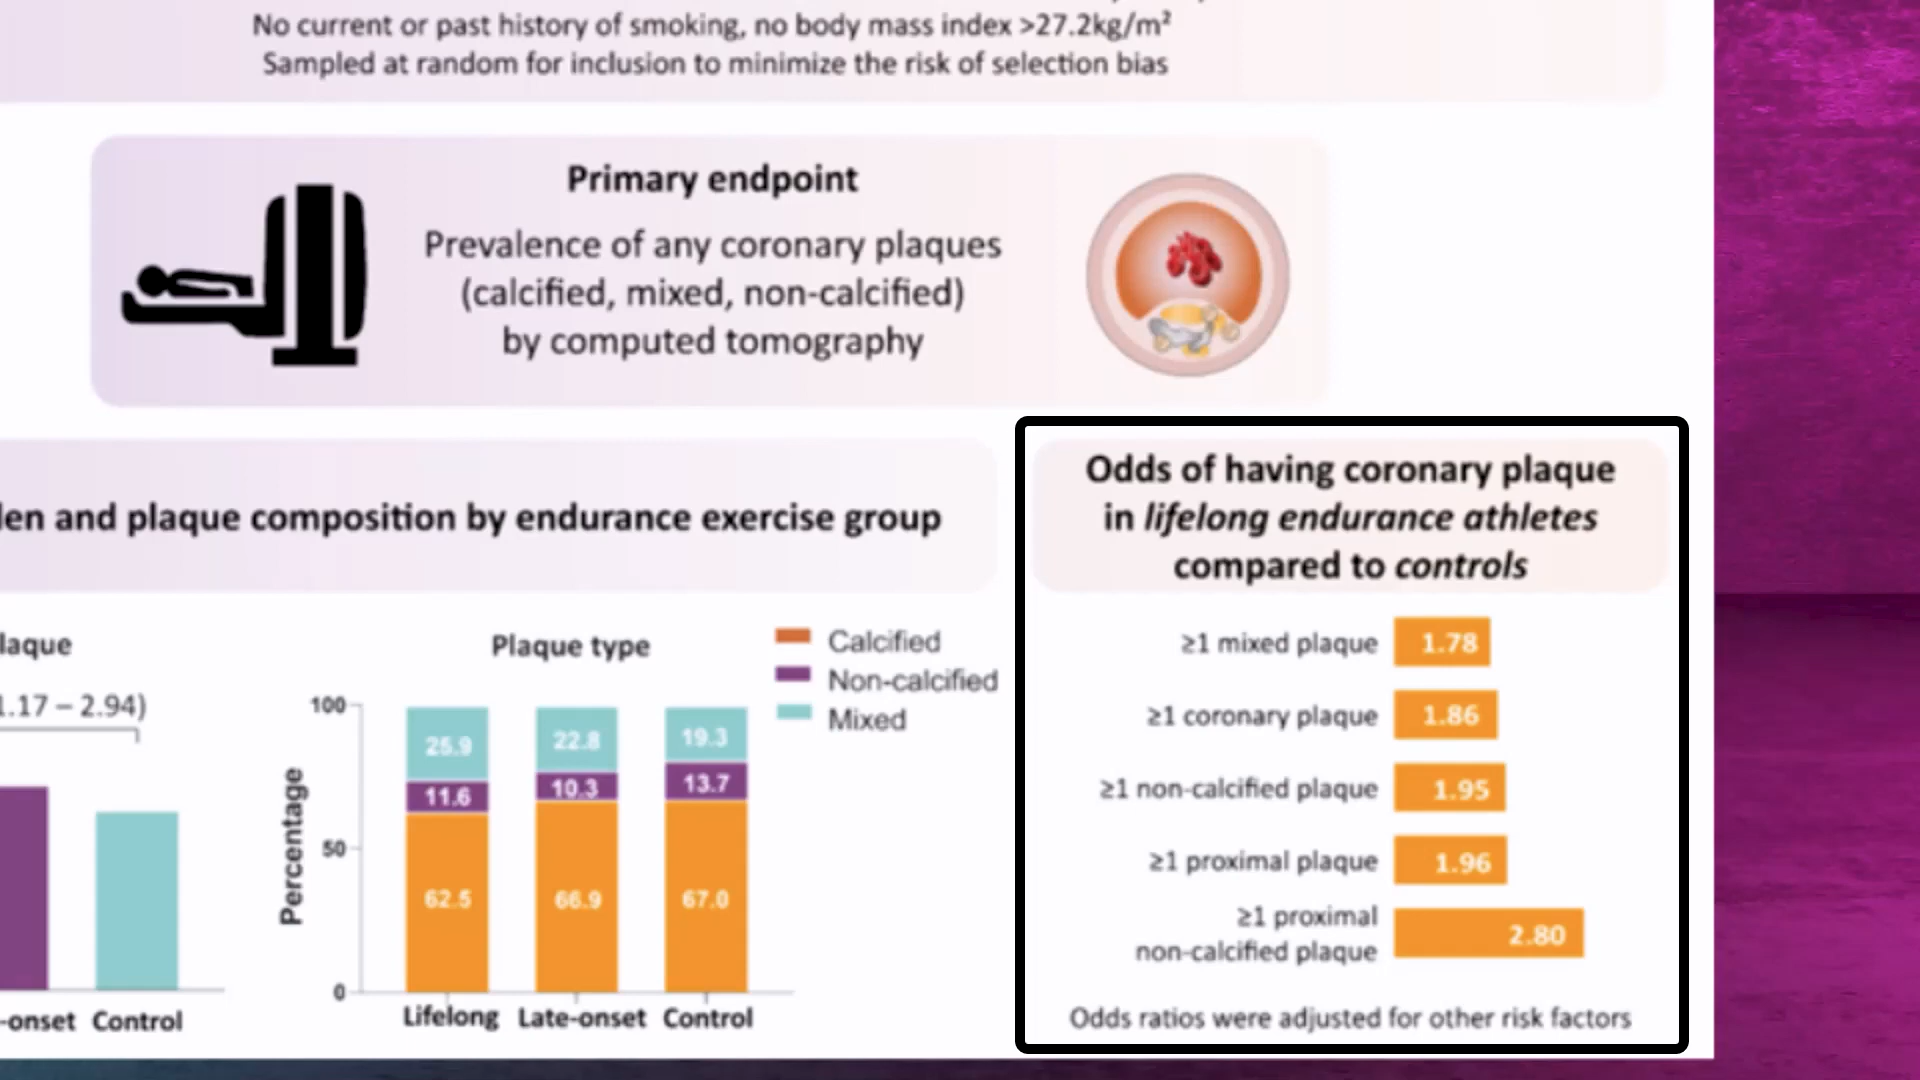 No current or past history of smoking, no body mass index >27.2kg/m²
Sampled at random for inclusion to minimize the risk of selection bias
Primary endpoint
Prevalence of any coronary plaques
(calcified, mixed, non-calcified)
by computed tomography
and plaque composition by endurance exercise group
1.17 – 2.94)
-onset
Control
Plaque type
Calcified
Non-calcified
Mixed
Percentage
100
50
0
25.9
11.6
62.5
22.8
10.3
66.9
19.3
13.7
67.0
Lifelong
Late-onset
Control
Odds of having coronary plaque
in lifelong endurance athletes
compared to controls
≥1 mixed plaque 1.78
≥1 coronary plaque 1.86
≥1 non-calcified plaque 1.95
≥1 proximal plaque 1.96
≥1 proximal
non-calcified plaque 2.80
Odds ratios were adjusted for other risk factors